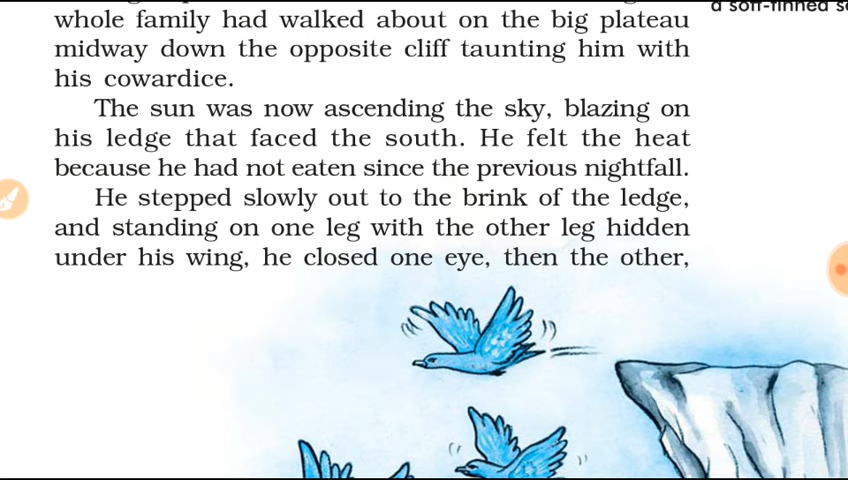 whole family had walked about on the big plateau
midway down the opposite cliff taunting him with
his cowardice.
The sun was now ascending the sky, blazing on
his ledge that faced the south. He felt the heat
because he had not eaten since the previous nightfall.
He stepped slowly out to the brink of the ledge,
and standing on one leg with the other leg hidden
under his wing, he closed one eye, then the other,
a soft-finned